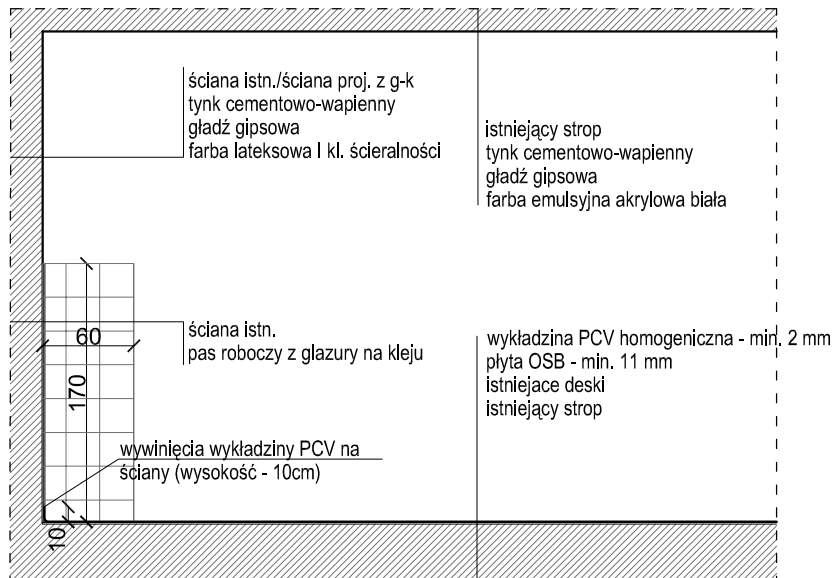 ściana istn./ściana proj. z g-k
tynk cementowo-wapienny
gładź gipsowa
farba lateksowa I kl. ścieralności
istniejący strop
tynk cementowo-wapienny
gładź gipsowa
farba emulsyjna akrylowa biała
ściana istn.
pas roboczy z glazury na kleju
60
170
wykładzina PCV homogeniczna - min. 2 mm
płyta OSB - min. 11 mm
istniejace deski
istniejący strop
wywinięcia wykładziny PCV na
ściany (wysokość - 10cm)
10